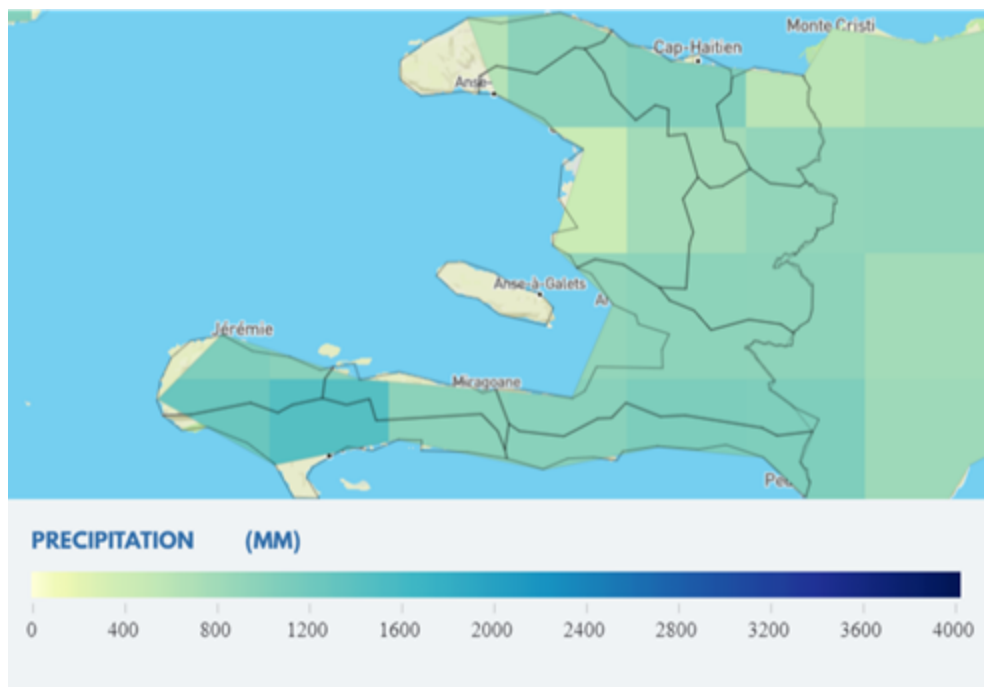 Monte Cristi
Cap-Haitien
Anse-
Anse-à-Galets
Jérémie
Miragoane
PRECIPITATION (MM)
0 400 800 1200 1600 2000 2400 2800 3200 3600 4000